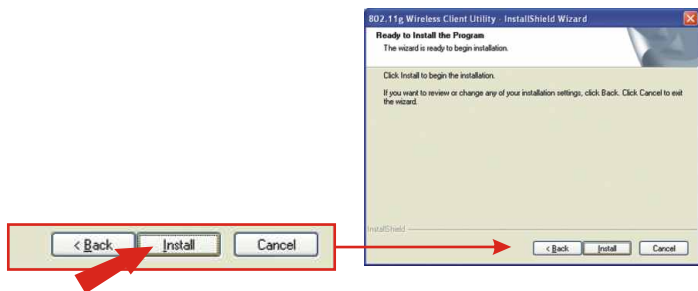 802.11g Wireless Client Utility - InstallShield Wizard
Ready to Install the Program
The wizard is ready to begin installation.
Click Install to begin the installation.
If you want to review or change any of your installation settings, click Back. Click Cancel to exit
the wizard.
InstallShield
< Back Install Cancel
< Back Install Cancel